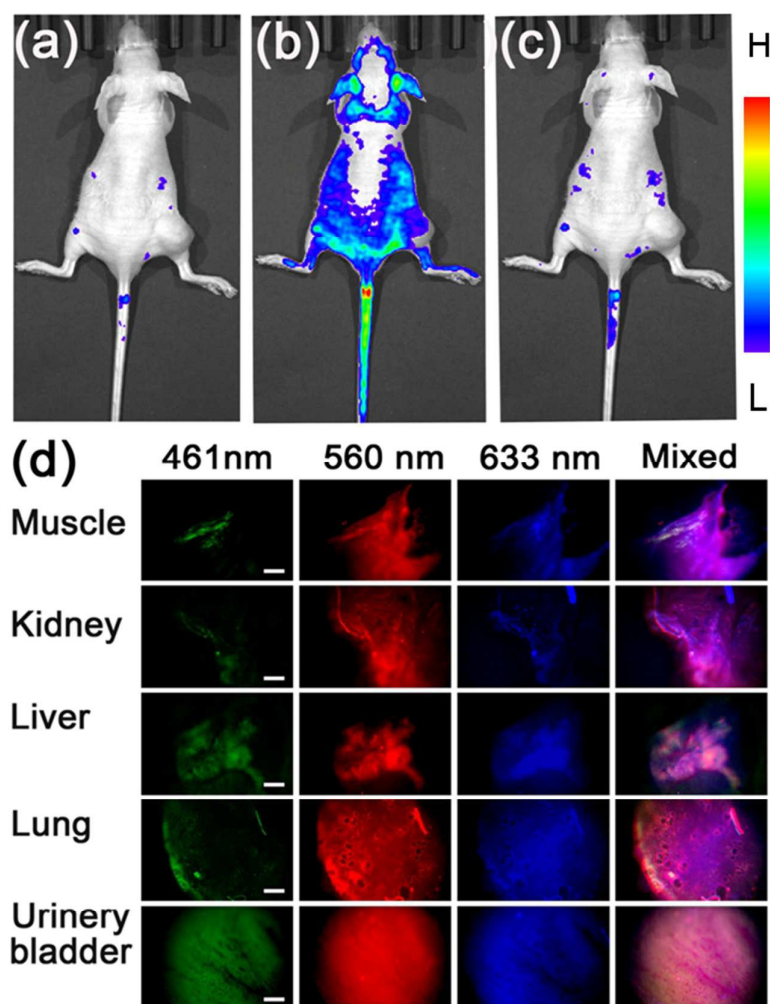 (a) (b) (c) H
L
(d) 461nm 560 nm 633 nm Mixed
Muscle
Kidney
Liver
Lung
Urinery
bladder